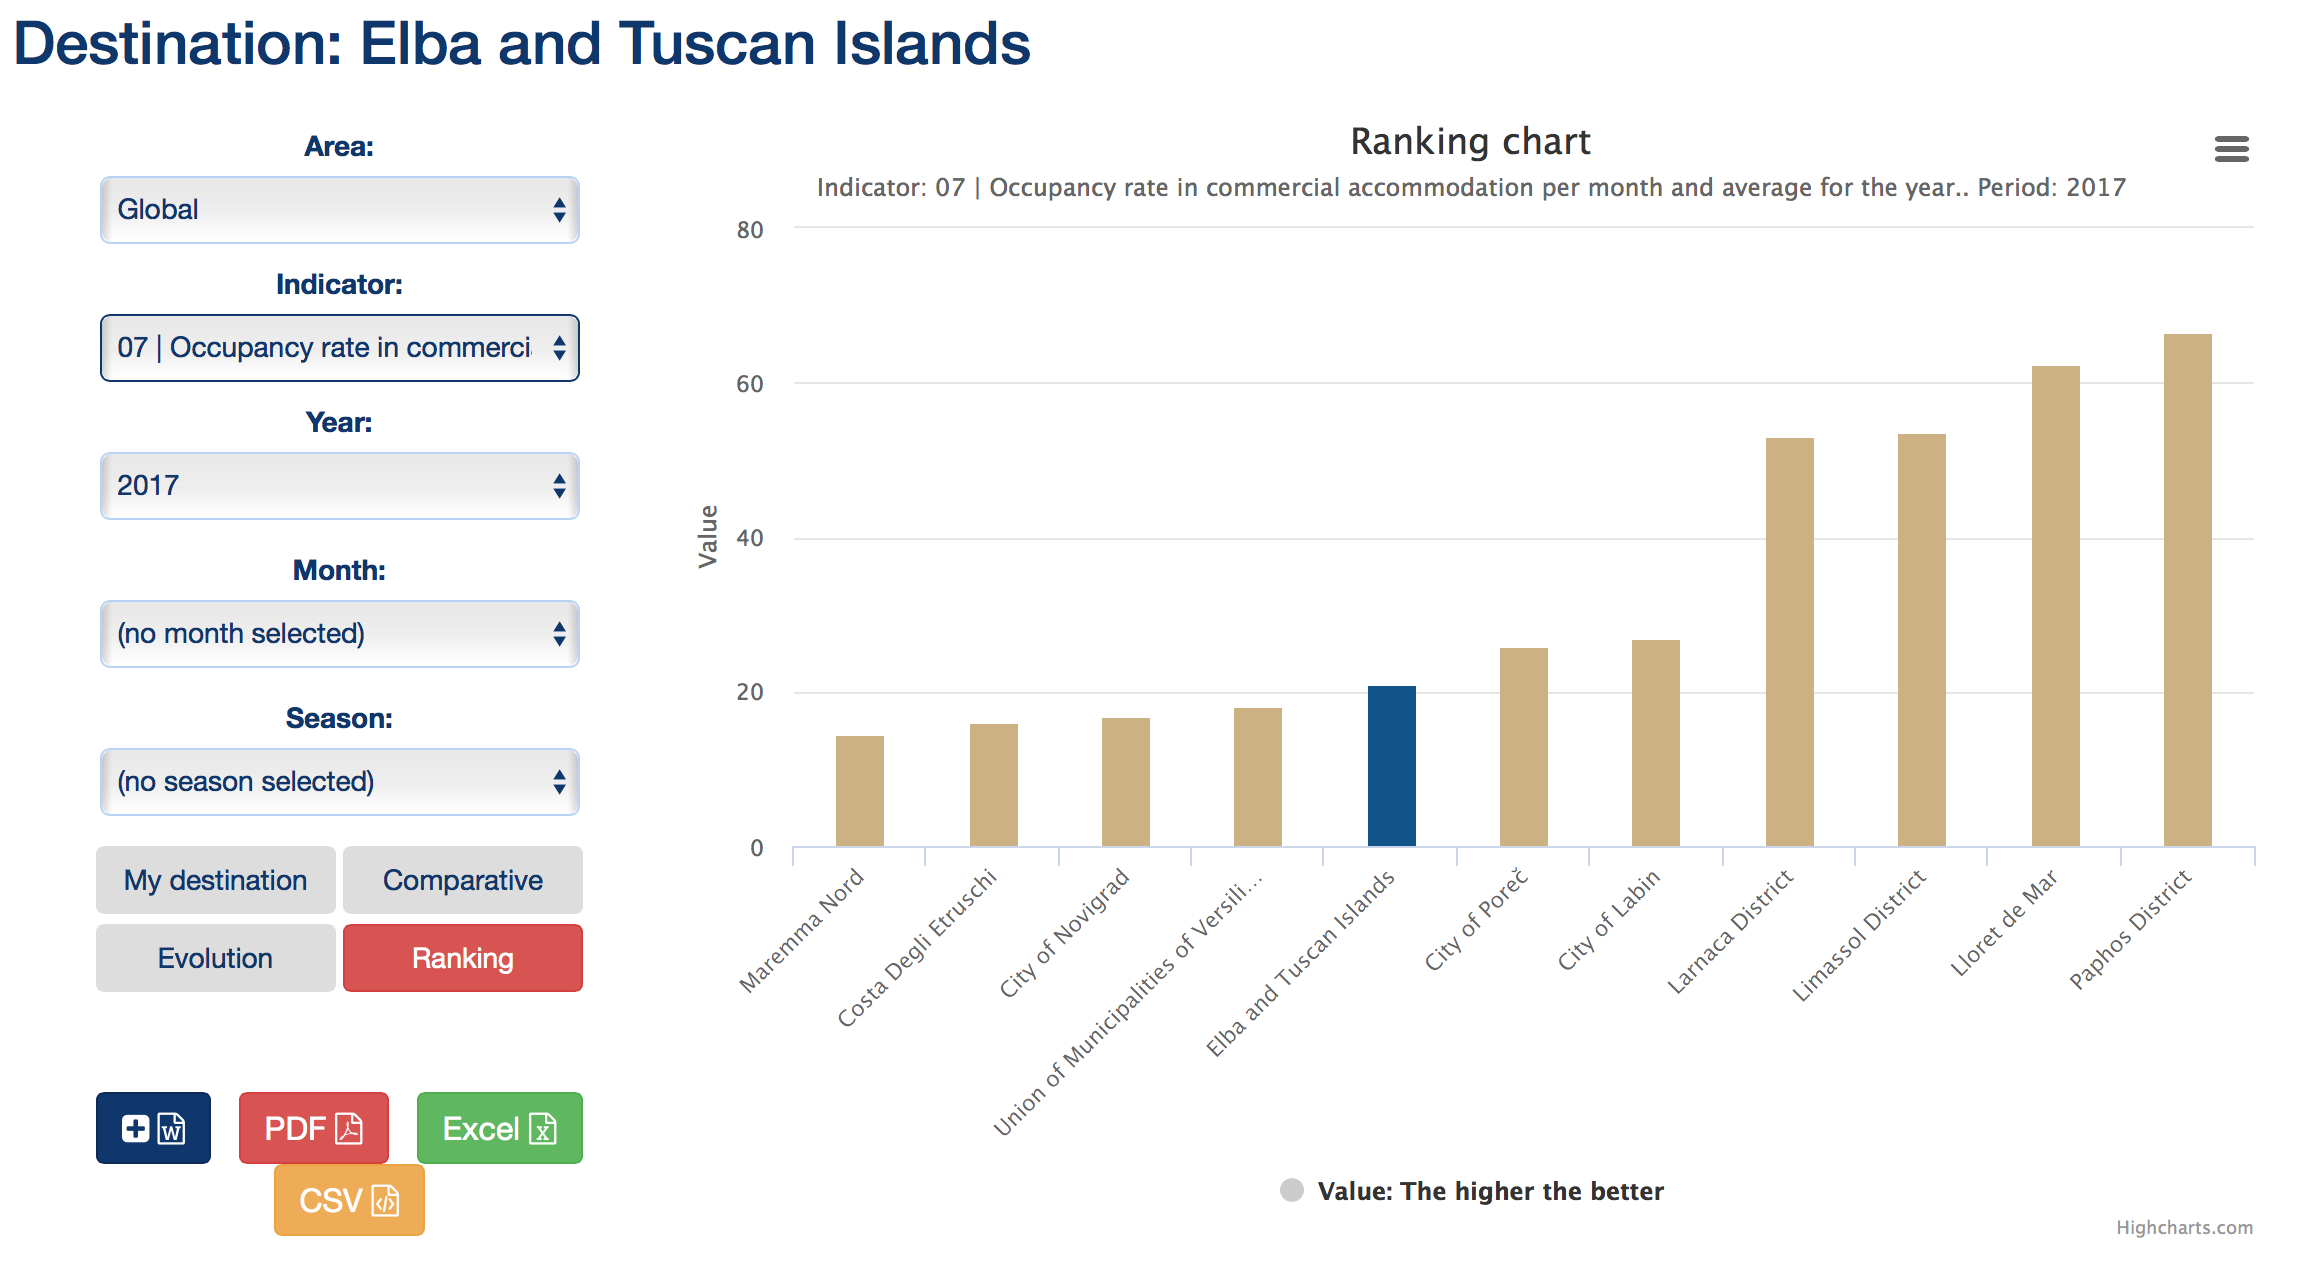 Destination: Elba and Tuscan Islands
Area:
Global
Indicator:
07 | Occupancy rate in commerci
Year:
2017
Month:
(no month selected)
Season:
(no season selected)
My destination
Comparative
Evolution
Ranking
PDF
Excel
CSV
Ranking chart
Indicator: 07 | Occupancy rate in commercial accommodation per month and average for the year.. Period: 2017
Value
80
60
40
20
0
Maremma Nord
Costa Degli Etruschi
City of Novigrad
Union of Municipalities of Versili...
Elba and Tuscan Islands
City of Poreč
City of Labin
Larnaca District
Limassol District
Lloret de Mar
Paphos District
Value: The higher the better
Highcharts.com